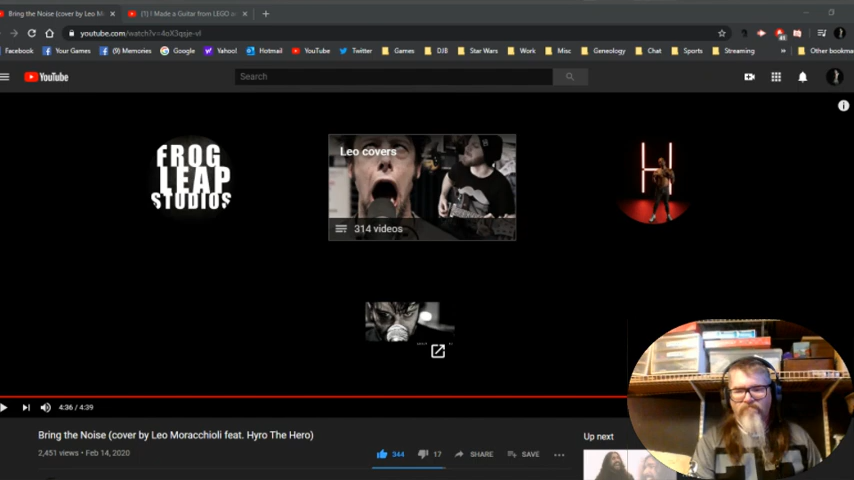 Bring the Noise (cover by Leo M
(1) I Made a Guitar from LEGO
youtube.com/watch?v=4oX3qsje-vI
Facebook Your Games (9) Memories Google Yahoo! Hotmail YouTube Twitter Games DJB Star Wars Work Misc Geneology Chat Sports Streaming Other bookma
YouTube
Search
FROG
LEAP
STUDIOS
Leo covers
314 videos
H
4:36 / 4:39
Bring the Noise (cover by Leo Moracchioli feat. Hyro The Hero)
2,451 views • Feb 14, 2020
344 17 SHARE SAVE
Up next